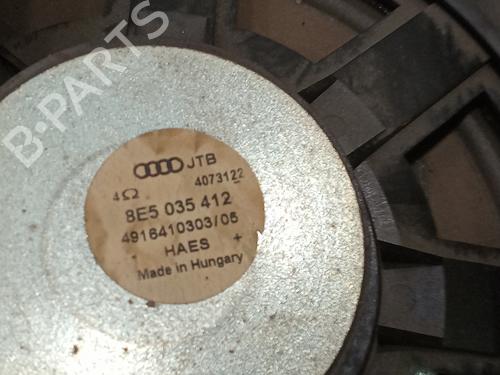 B-PARTS
JTB
4Ω 4073122
8E5 035 412
4916410303/05
HAES +
Made in Hungary